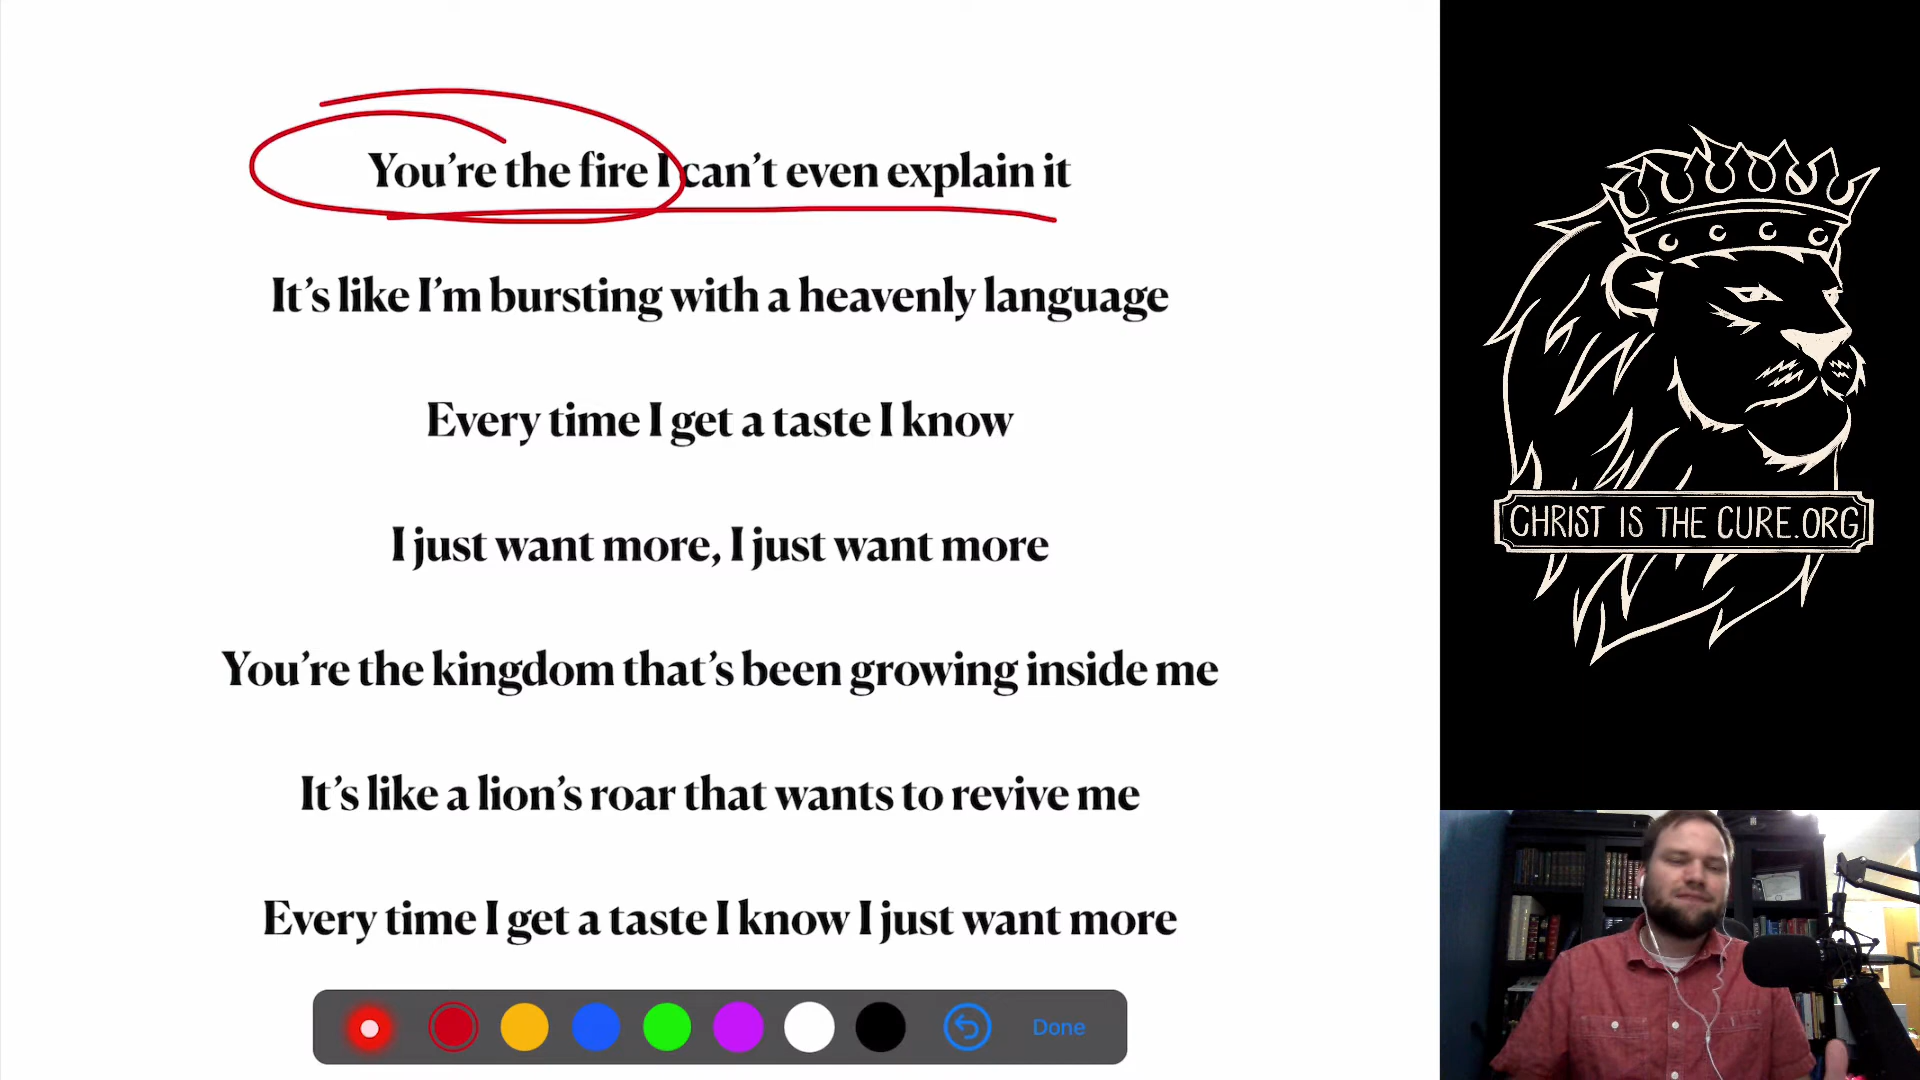 You’re the fire I can’t even explain it
It’s like I’m bursting with a heavenly language
Every time I get a taste I know
I just want more, I just want more
You’re the kingdom that’s been growing inside me
It’s like a lion’s roar that wants to revive me
Every time I get a taste I know I just want more
Done
CHRIST IS THE CURE.ORG